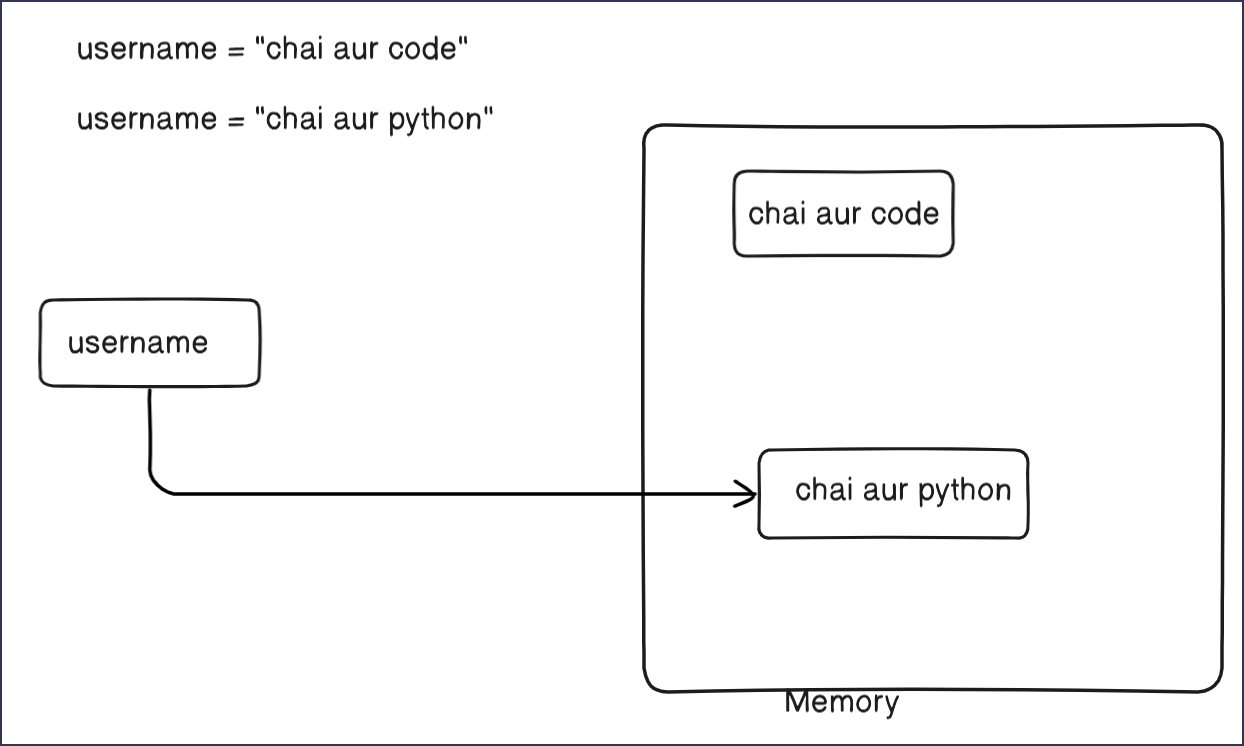 username = "chai aur code"
username = "chai aur python"
chai aur code
username
chai aur python
Memory